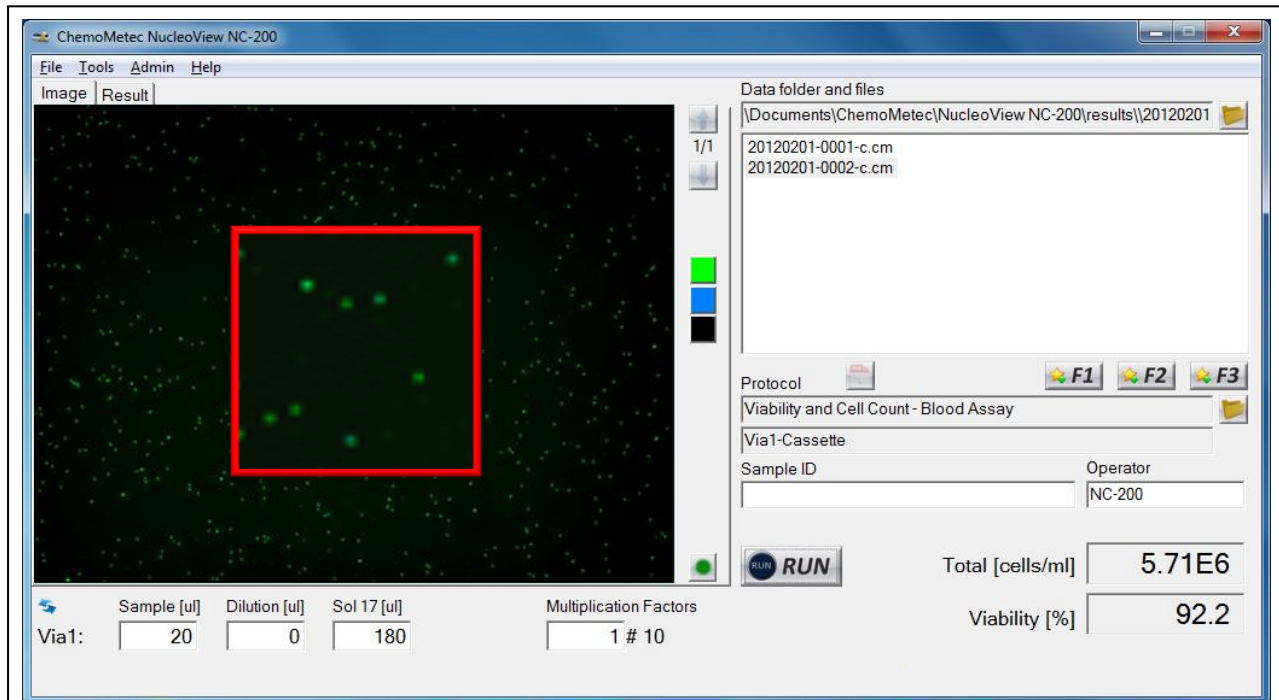 ChemoMetec NucleoView NC-200
File Tools Admin Help
Image Result
1/1
Data folder and files
\Documents\ChemoMetec\NucleoView NC-200\results\\20120201
20120201-0001-c.cm
20120201-0002-c.cm
F1 F2 F3
Protocol
Viability and Cell Count - Blood Assay
Via1-Cassette
Sample ID Operator
NC-200
RUN RUN
Total [cells/ml] 5.71E6
Viability [%] 92.2
Sample [ul] Dilution [ul] Sol 17 [ul] Multiplication Factors
Via1: 20 0 180 1 # 10